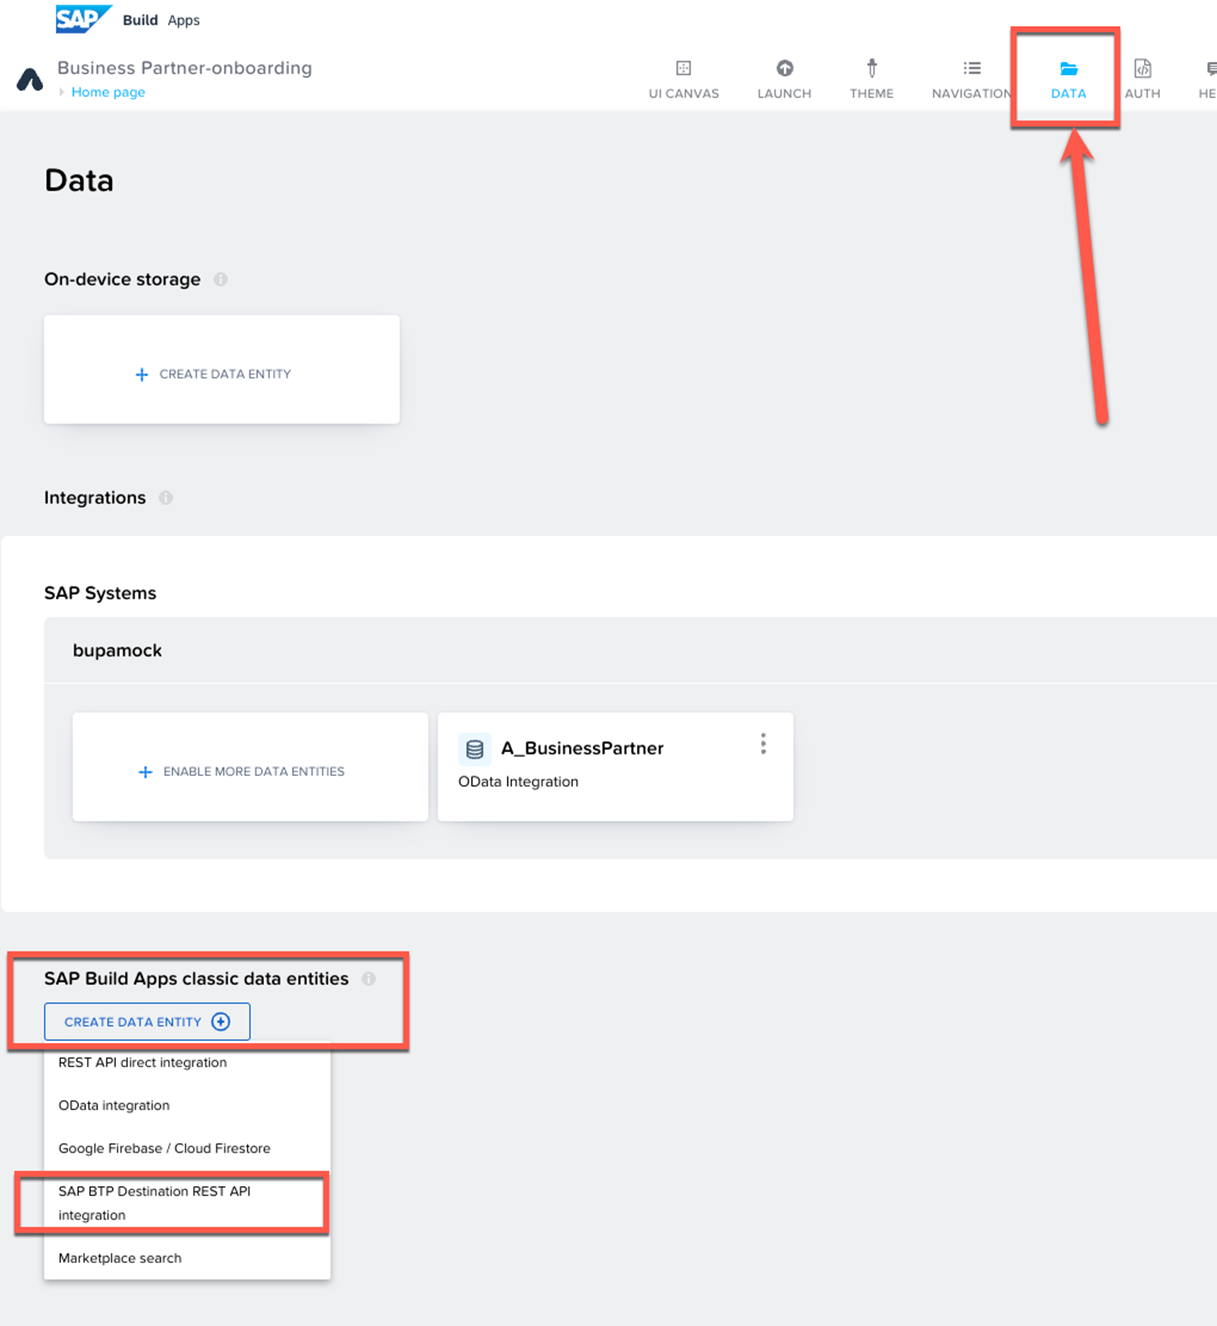 SAP Build Apps
Business Partner-onboarding
Home page
UI CANVAS
LAUNCH
THEME
NAVIGATION
DATA
AUTH
HE
Data
On-device storage
CREATE DATA ENTITY
Integrations
SAP Systems
bupamock
ENABLE MORE DATA ENTITIES
A_BusinessPartner
OData Integration
SAP Build Apps classic data entities
CREATE DATA ENTITY
REST API direct integration
OData integration
Google Firebase / Cloud Firestore
SAP BTP Destination REST API
integration
Marketplace search